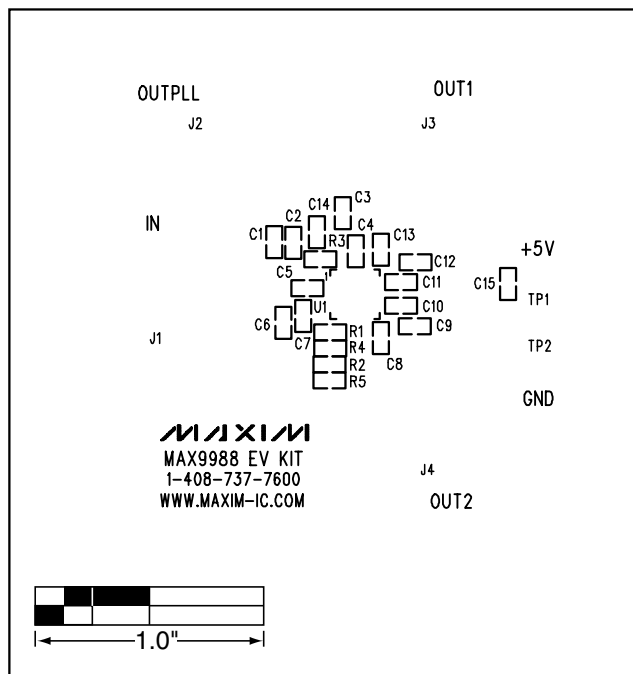 OUTPLL
OUT1
J2
J3
C3
C14
C2
C1
C4
C13
R3
IN
+5V
C12
C5
C11
C15
TP1
U1
C10
C6
C9
R1
C7
R4
C8
J1
TP2
R2
R5
GND
MAXIM
MAX9988 EV KIT
1-408-737-7600
WWW.MAXIM-IC.COM
J4
OUT2
1.0"